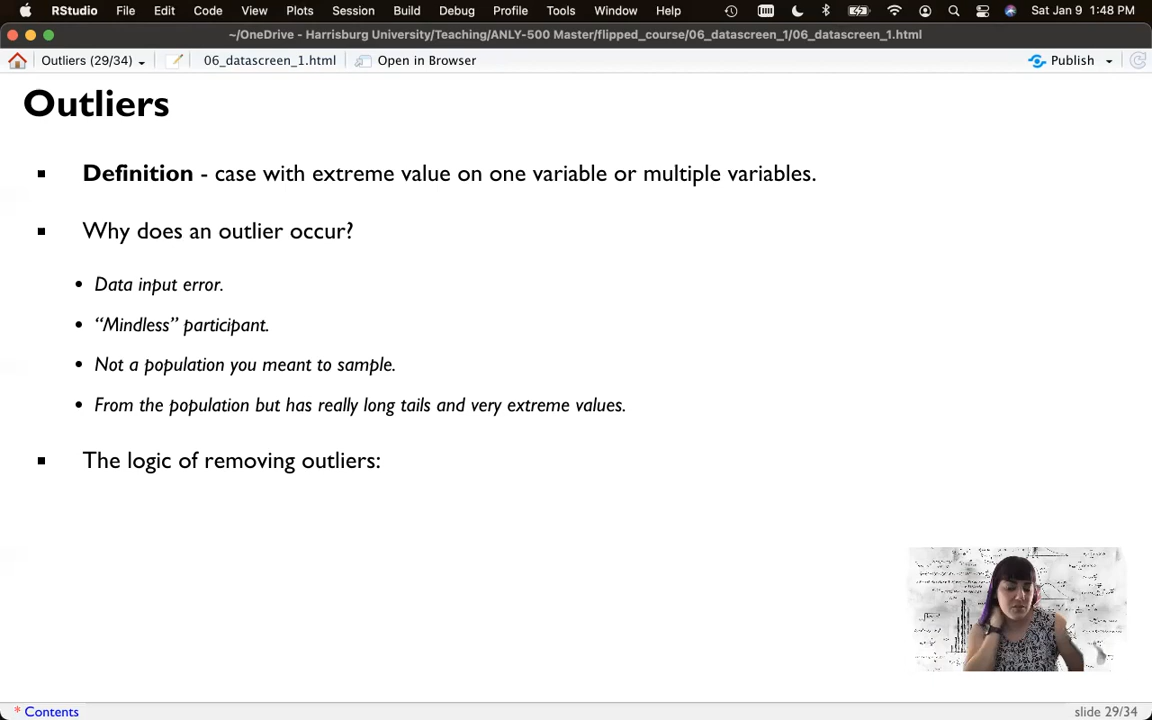 RStudio File Edit Code View Plots Session Build Debug Profile Tools Window Help Sat Jan 9 1:48 PM
~/OneDrive - Harrisburg University/Teaching/ANLY-500 Master/flipped_course/06_datascreen_1/06_datascreen_1.html
Outliers (29/34) 06_datascreen_1.html Open in Browser Publish
Outliers
Definition - case with extreme value on one variable or multiple variables.
Why does an outlier occur?
• Data input error.
• “Mindless” participant.
• Not a population you meant to sample.
• From the population but has really long tails and very extreme values.
The logic of removing outliers:
* Contents slide 29/34